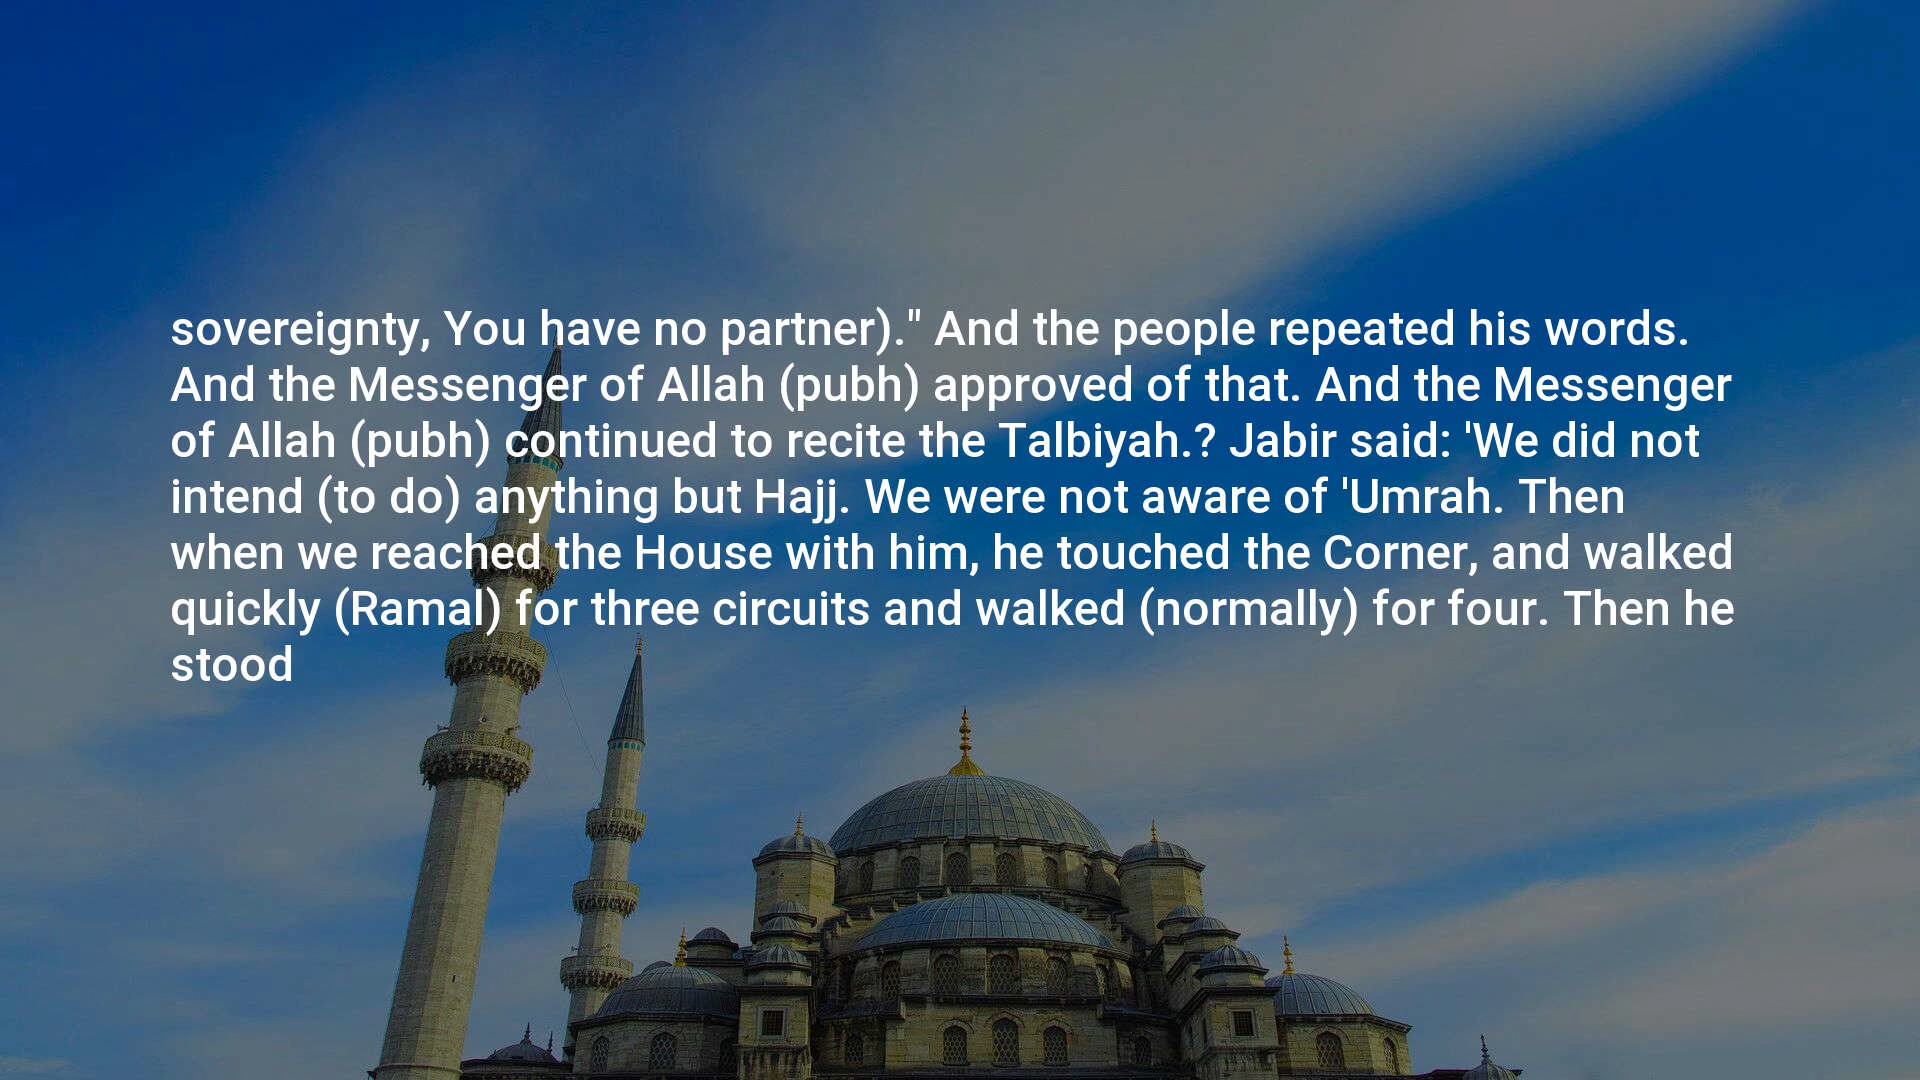 sovereignty, You have no partner)." And the people repeated his words.
And the Messenger of Allah (pubh) approved of that. And the Messenger
of Allah (pubh) continued to recite the Talbiyah.? Jabir said: 'We did not
intend (to do) anything but Hajj. We were not aware of 'Umrah. Then
when we reached the House with him, he touched the Corner, and walked
quickly (Ramal) for three circuits and walked (normally) for four. Then he
stood